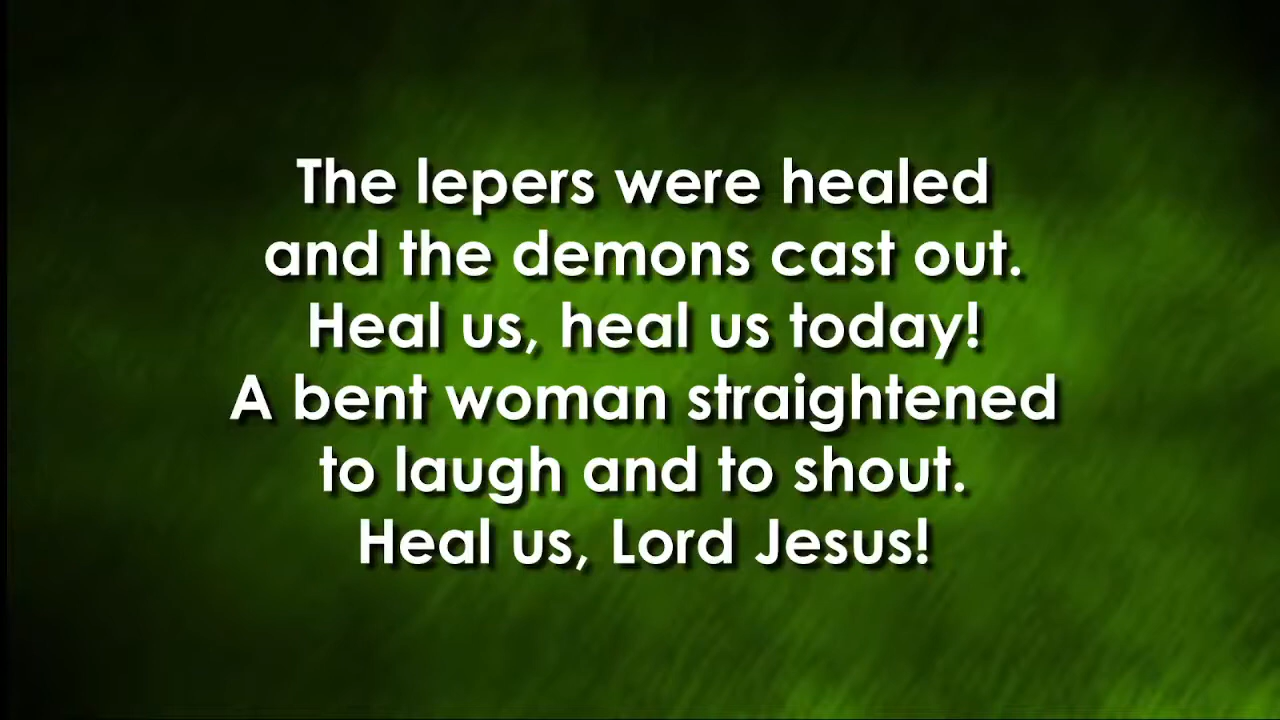 The lepers were healed
and the demons cast out.
Heal us, heal us today!
A bent woman straightened
to laugh and to shout.
Heal us, Lord Jesus!